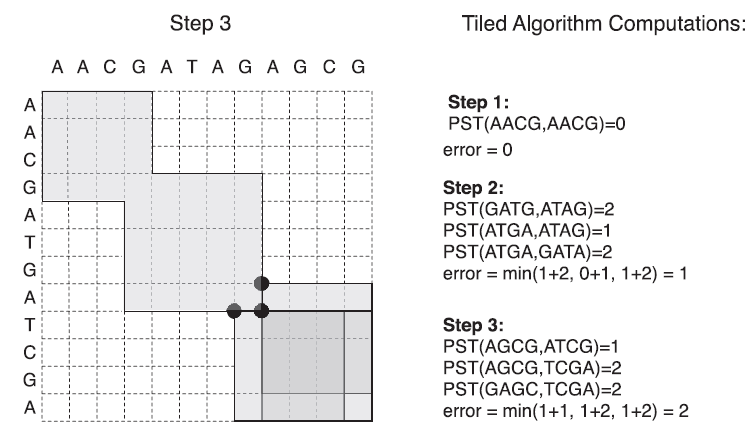 Step 3
Tiled Algorithm Computations:
A A C G A T A G A G C G
A
A
C
G
A
T
G
A
T
C
G
A
Step 1:
PST(AACG,AACG)=0
error = 0
Step 2:
PST(GATG,ATAG)=2
PST(ATGA,ATAG)=1
PST(ATGA,GATA)=2
error = min(1+2, 0+1, 1+2) = 1
Step 3:
PST(AGCG,ATCG)=1
PST(AGCG,TCGA)=2
PST(GAGC,TCGA)=2
error = min(1+1, 1+2, 1+2) = 2